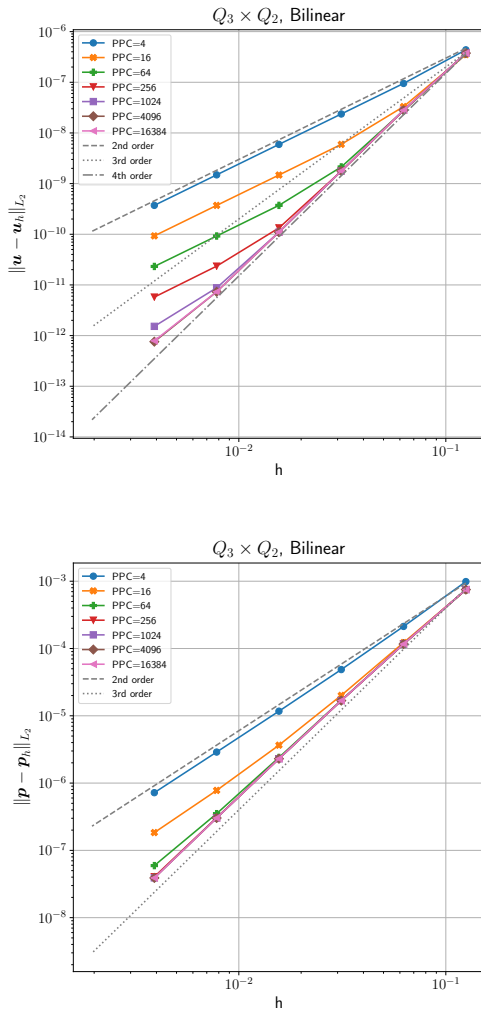 Q₃ × Q₂, Bilinear
10⁻⁶
10⁻⁷
10⁻⁸
10⁻⁹
10⁻¹⁰
10⁻¹¹
10⁻¹²
10⁻¹³
10⁻¹⁴
‖u − u_h‖_{L₂}
PPC=4
PPC=16
PPC=64
PPC=256
PPC=1024
PPC=4096
PPC=16384
2nd order
3rd order
4th order
10⁻² 10⁻¹
h
Q₃ × Q₂, Bilinear
10⁻³
10⁻⁴
10⁻⁵
10⁻⁶
10⁻⁷
10⁻⁸
‖p − p_h‖_{L₂}
PPC=4
PPC=16
PPC=64
PPC=256
PPC=1024
PPC=4096
PPC=16384
2nd order
3rd order
10⁻² 10⁻¹
h